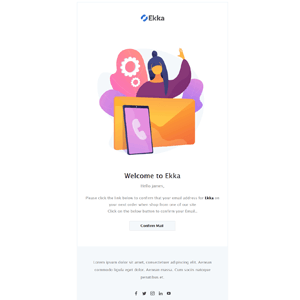 Ekka
Welcome to Ekka
Hello James,
Please click the link below to confirm that your email address for Ekka on
your next order when shop from one of our site.
Click on the below button to confirm your Email..
Confirm Mail
Lorem ipsum dolor sit amet, consectetuer adipiscing elit. Aenean
commodo ligula eget dolor. Aenean massa. Cum sociis natoque
penatibus et